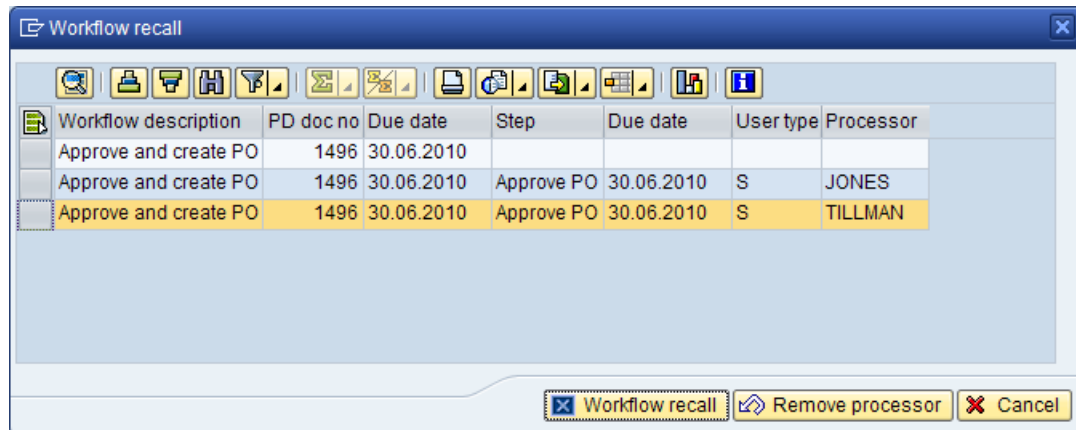 Workflow recall
Workflow description PD doc no Due date Step Due date User type Processor
Approve and create PO 1496 30.06.2010
Approve and create PO 1496 30.06.2010 Approve PO 30.06.2010 S JONES
Approve and create PO 1496 30.06.2010 Approve PO 30.06.2010 S TILLMAN
Workflow recall Remove processor Cancel